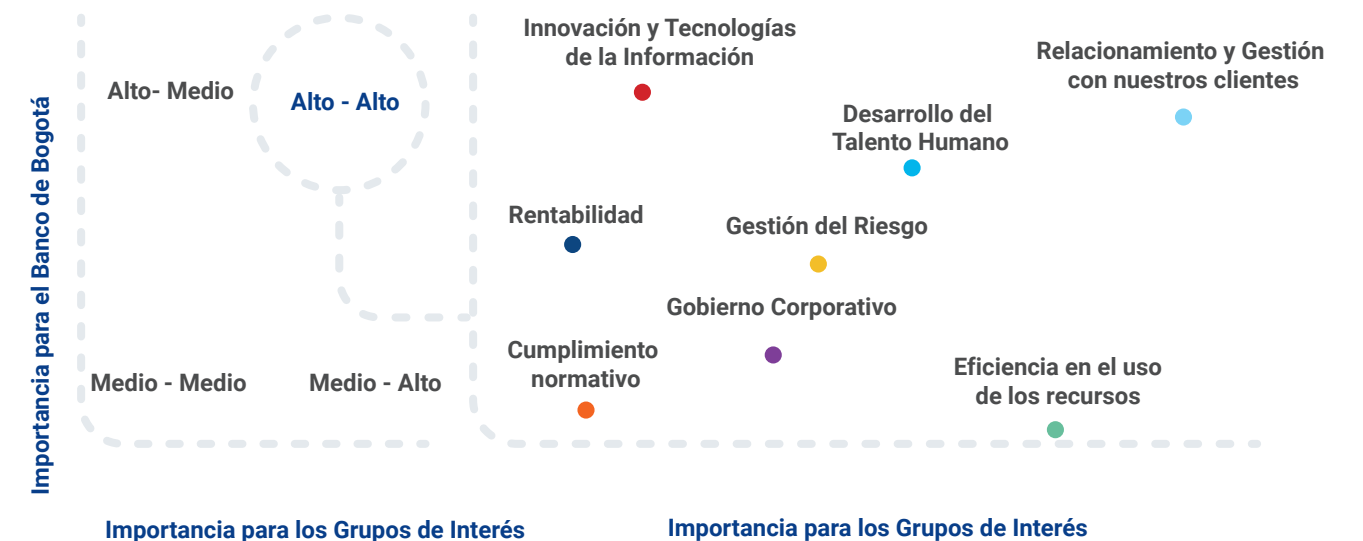 Importancia para el Banco de Bogotá
Alto- Medio
Alto - Alto
Medio - Medio
Medio - Alto
Importancia para los Grupos de Interés
Innovación y Tecnologías
de la Información
Relacionamiento y Gestión
con nuestros clientes
Desarrollo del
Talento Humano
Rentabilidad
Gestión del Riesgo
Gobierno Corporativo
Cumplimiento
normativo
Eficiencia en el uso
de los recursos
Importancia para los Grupos de Interés